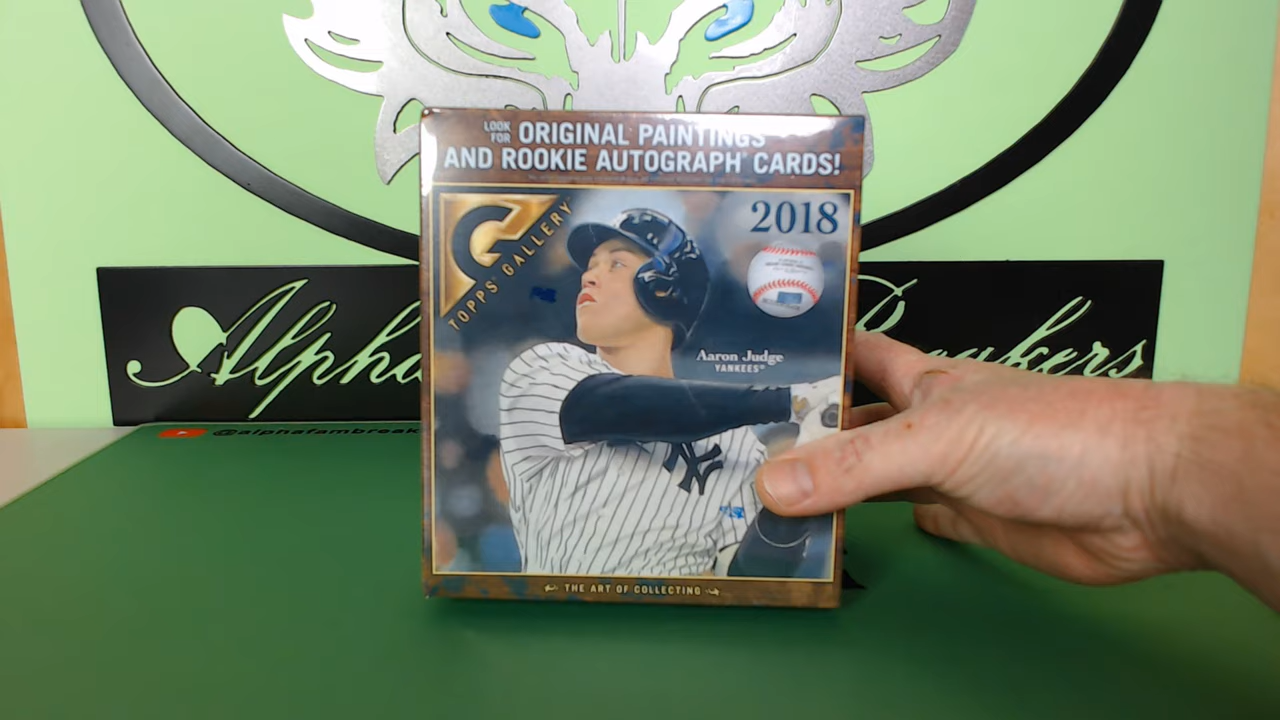 LOOK FOR ORIGINAL PAINTINGS
AND ROOKIE AUTOGRAPH® CARDS!
2018
TOPPS® GALLERY™
Aaron Judge
YANKEES®
THE ART OF COLLECTING
Alpha
Breakers
@alphafambreak